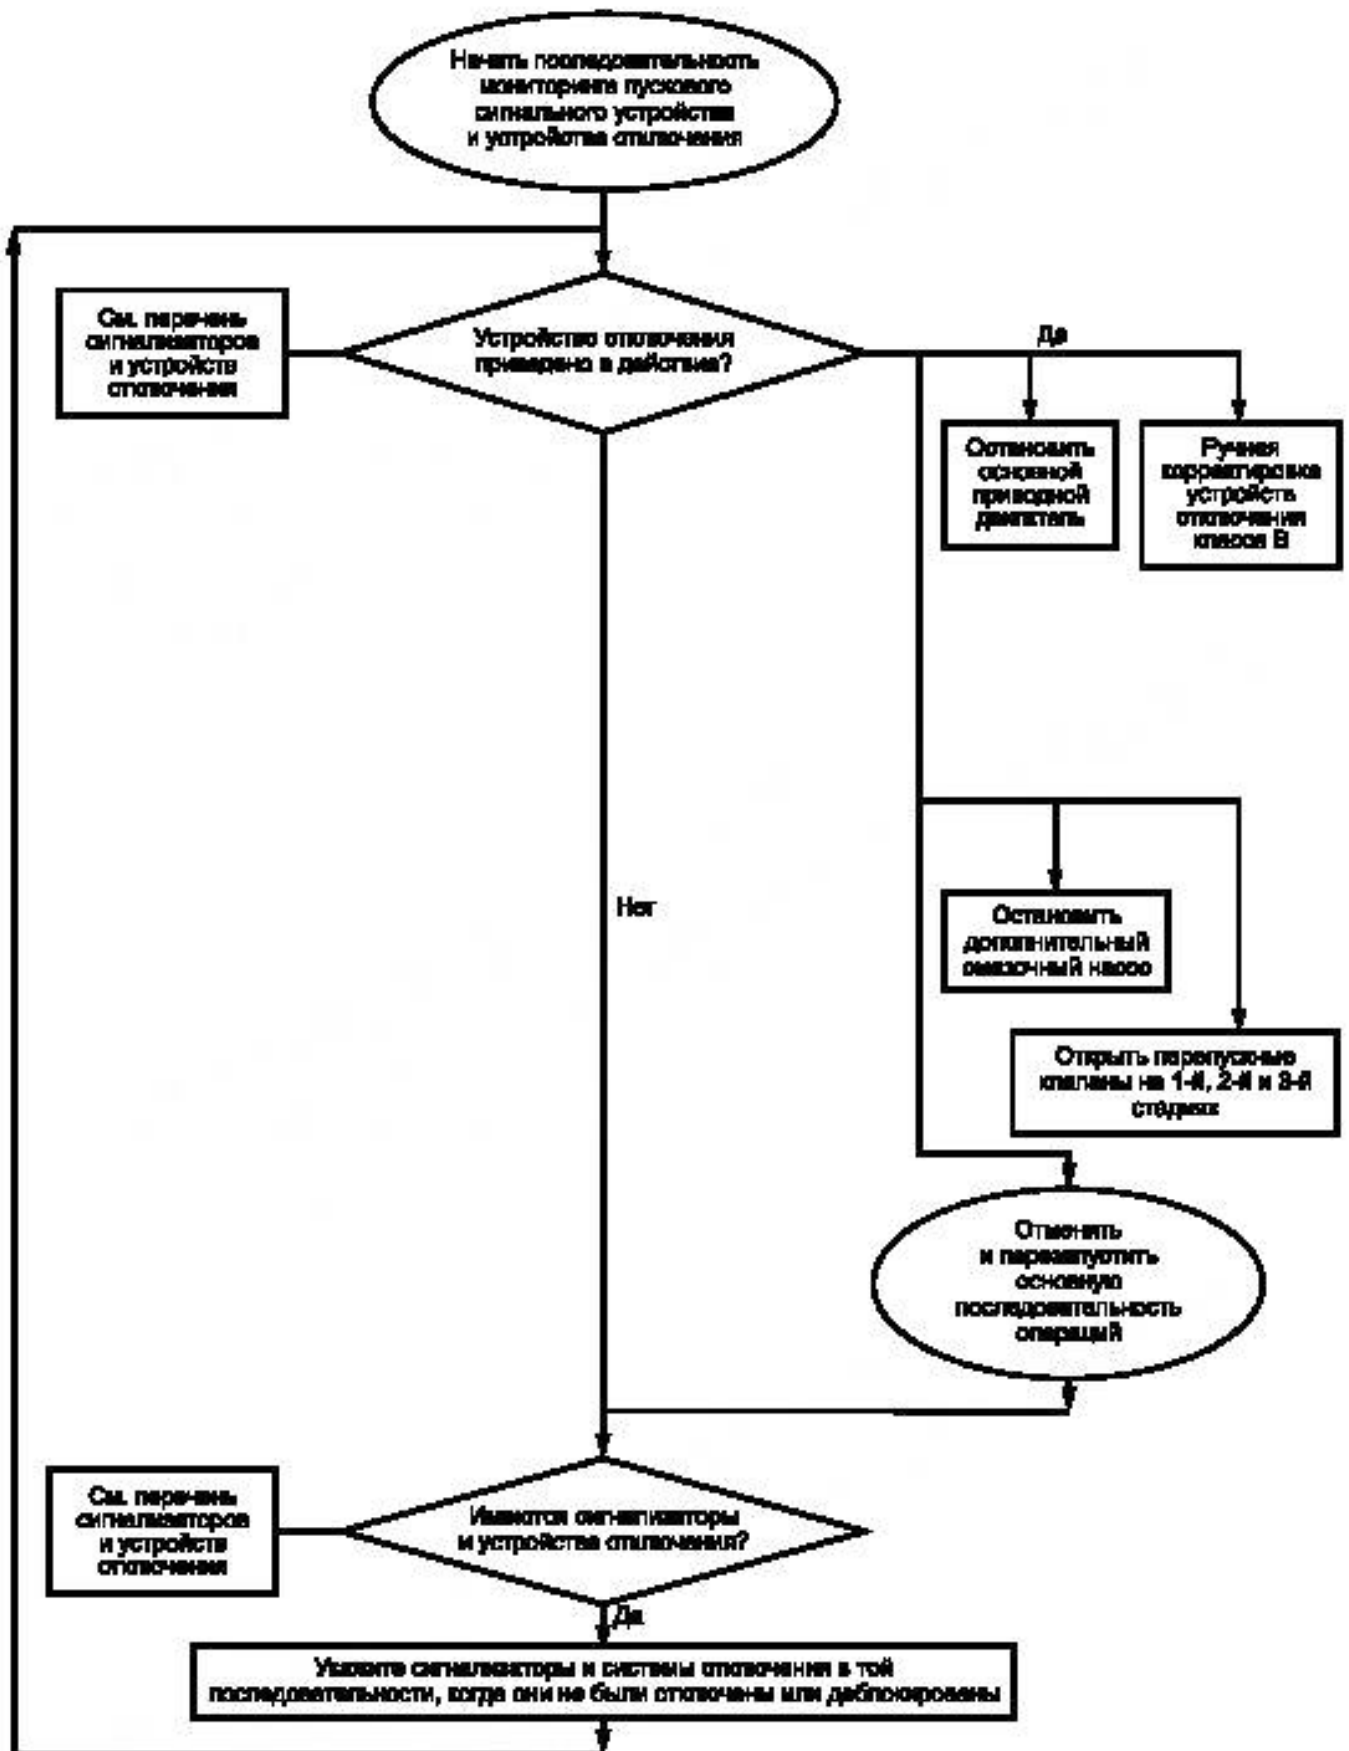 Начать последовательность
мониторинга пускового
сигнального устройства
и устройства отключения
См. перечень
сигнализаторов
и устройств
отключения
Устройство отключения
приведено в действие?
Да
Остановить
основной
приводной
двигатель
Ручная
корректировка
устройств
отключения
класса В
Нет
Остановить
дополнительный
смазочный насос
Открыть перепускные
клапаны на 1-й, 2-й и 3-й
стадиях
Отменить
и перезапустить
основную
последовательность
операций
См. перечень
сигнализаторов
и устройств
отключения
Имеются сигнализаторы
и устройства отключения?
Да
Укажите сигнализаторы и системы отключения в той
последовательности, когда они не были отключены или деблокированы